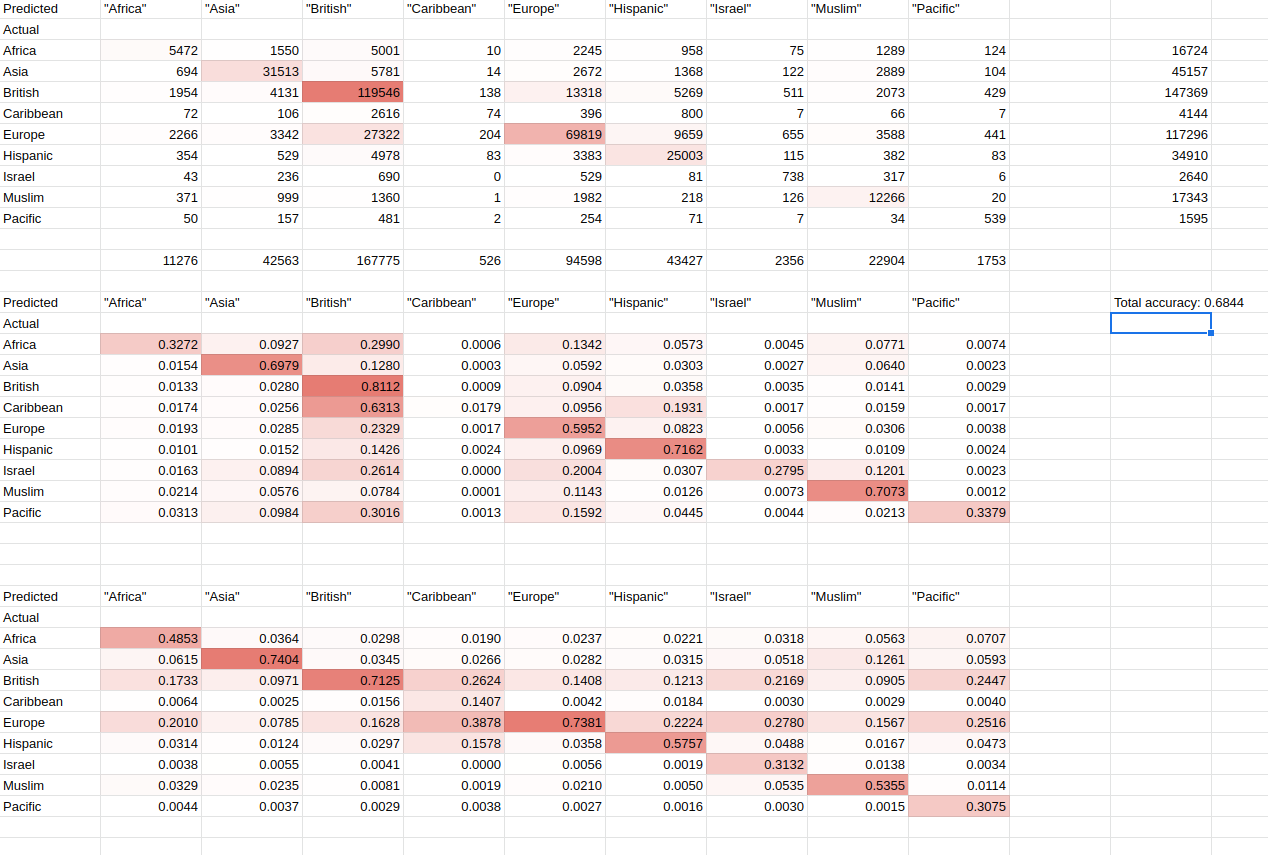 Predicted "Africa" "Asia" "British" "Caribbean" "Europe" "Hispanic" "Israel" "Muslim" "Pacific"
Actual
Africa 5472 1550 5001 10 2245 958 75 1289 124 16724
Asia 694 31513 5781 14 2672 1368 122 2889 104 45157
British 1954 4131 119546 138 13318 5269 511 2073 429 147369
Caribbean 72 106 2616 74 396 800 7 66 7 4144
Europe 2266 3342 27322 204 69819 9659 655 3588 441 117296
Hispanic 354 529 4978 83 3383 25003 115 382 83 34910
Israel 43 236 690 0 529 81 738 317 6 2640
Muslim 371 999 1360 1 1982 218 126 12266 20 17343
Pacific 50 157 481 2 254 71 7 34 539 1595
11276 42563 167775 526 94598 43427 2356 22904 1753
Predicted "Africa" "Asia" "British" "Caribbean" "Europe" "Hispanic" "Israel" "Muslim" "Pacific" Total accuracy: 0.6844
Actual
Africa 0.3272 0.0927 0.2990 0.0006 0.1342 0.0573 0.0045 0.0771 0.0074
Asia 0.0154 0.6979 0.1280 0.0003 0.0592 0.0303 0.0027 0.0640 0.0023
British 0.0133 0.0280 0.8112 0.0009 0.0904 0.0358 0.0035 0.0141 0.0029
Caribbean 0.0174 0.0256 0.6313 0.0179 0.0956 0.1931 0.0017 0.0159 0.0017
Europe 0.0193 0.0285 0.2329 0.0017 0.5952 0.0823 0.0056 0.0306 0.0038
Hispanic 0.0101 0.0152 0.1426 0.0024 0.0969 0.7162 0.0033 0.0109 0.0024
Israel 0.0163 0.0894 0.2614 0.0000 0.2004 0.0307 0.2795 0.1201 0.0023
Muslim 0.0214 0.0576 0.0784 0.0001 0.1143 0.0126 0.0073 0.7073 0.0012
Pacific 0.0313 0.0984 0.3016 0.0013 0.1592 0.0445 0.0044 0.0213 0.3379
Predicted "Africa" "Asia" "British" "Caribbean" "Europe" "Hispanic" "Israel" "Muslim" "Pacific"
Actual
Africa 0.4853 0.0364 0.0298 0.0190 0.0237 0.0221 0.0318 0.0563 0.0707
Asia 0.0615 0.7404 0.0345 0.0266 0.0282 0.0315 0.0518 0.1261 0.0593
British 0.1733 0.0971 0.7125 0.2624 0.1408 0.1213 0.2169 0.0905 0.2447
Caribbean 0.0064 0.0025 0.0156 0.1407 0.0042 0.0184 0.0030 0.0029 0.0040
Europe 0.2010 0.0785 0.1628 0.3878 0.7381 0.2224 0.2780 0.1567 0.2516
Hispanic 0.0314 0.0124 0.0297 0.1578 0.0358 0.5757 0.0488 0.0167 0.0473
Israel 0.0038 0.0055 0.0041 0.0000 0.0056 0.0019 0.3132 0.0138 0.0034
Muslim 0.0329 0.0235 0.0081 0.0019 0.0210 0.0050 0.0535 0.5355 0.0114
Pacific 0.0044 0.0037 0.0029 0.0038 0.0027 0.0016 0.0030 0.0015 0.3075